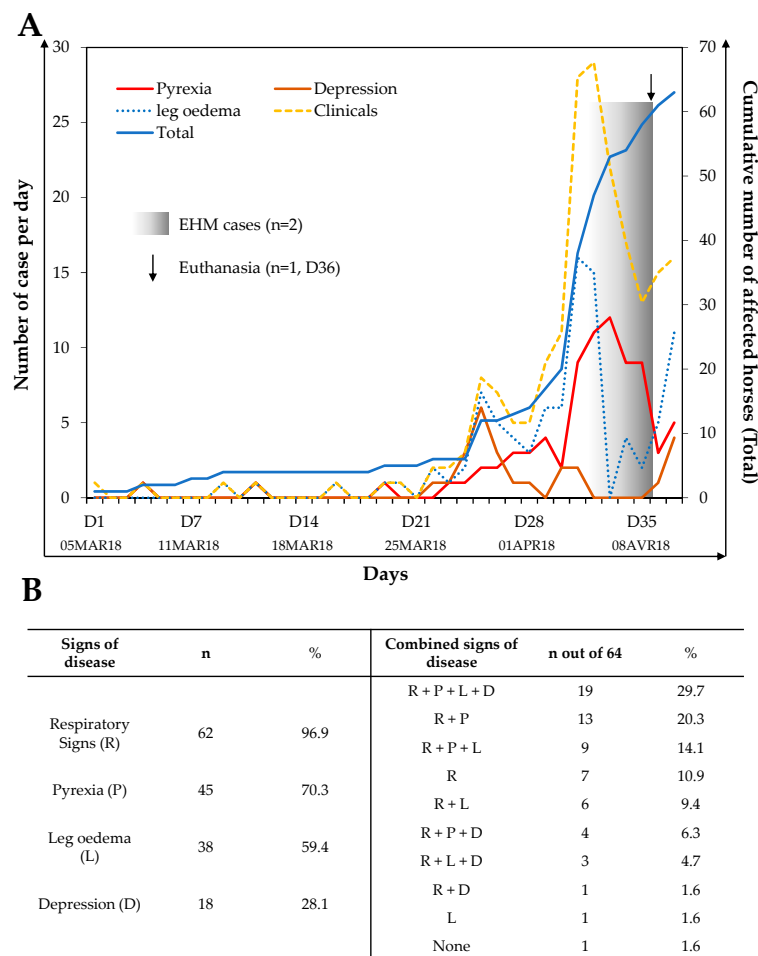 A
30
25
20
15
10
5
0
Number of case per day
70
60
50
40
30
20
10
0
Cumulative number of affected horses (Total)
Pyrexia
Depression
leg oedema
Clinicals
Total
EHM cases (n=2)
Euthanasia (n=1, D36)
D1 D7 D14 D21 D28 D35
05MAR18 11MAR18 18MAR18 25MAR18 01APR18 08AVR18
Days
B
Signs of disease n %
Respiratory Signs (R) 62 96.9
Pyrexia (P) 45 70.3
Leg oedema (L) 38 59.4
Depression (D) 18 28.1
Combined signs of disease n out of 64 %
R + P + L + D 19 29.7
R + P 13 20.3
R + P + L 9 14.1
R 7 10.9
R + L 6 9.4
R + P + D 4 6.3
R + L + D 3 4.7
R + D 1 1.6
L 1 1.6
None 1 1.6